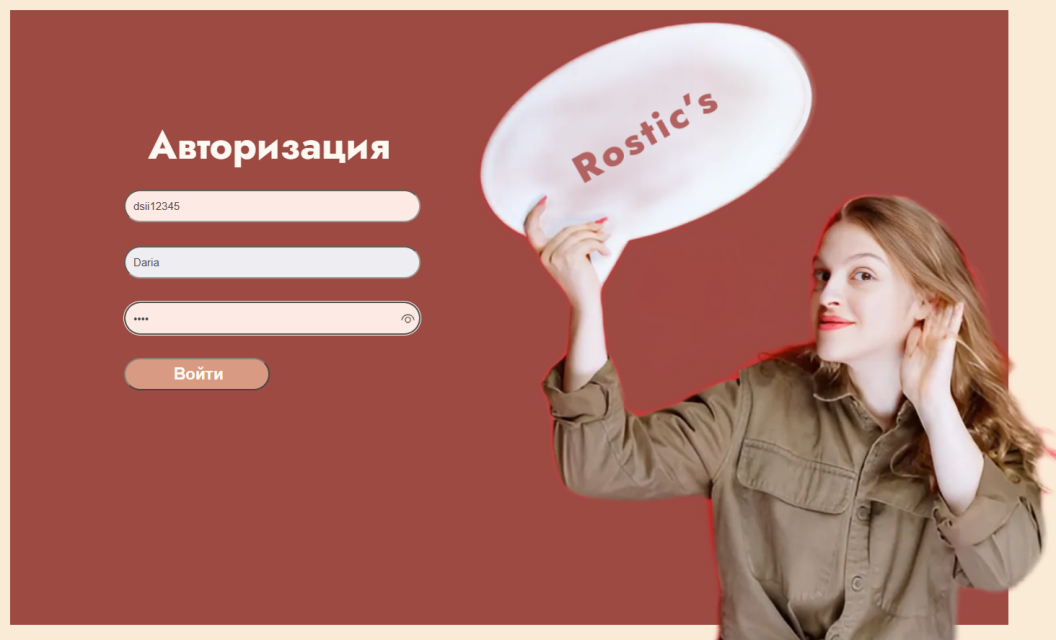 Авторизация
dsii12345
Daria
••••
Войти
Rostic's